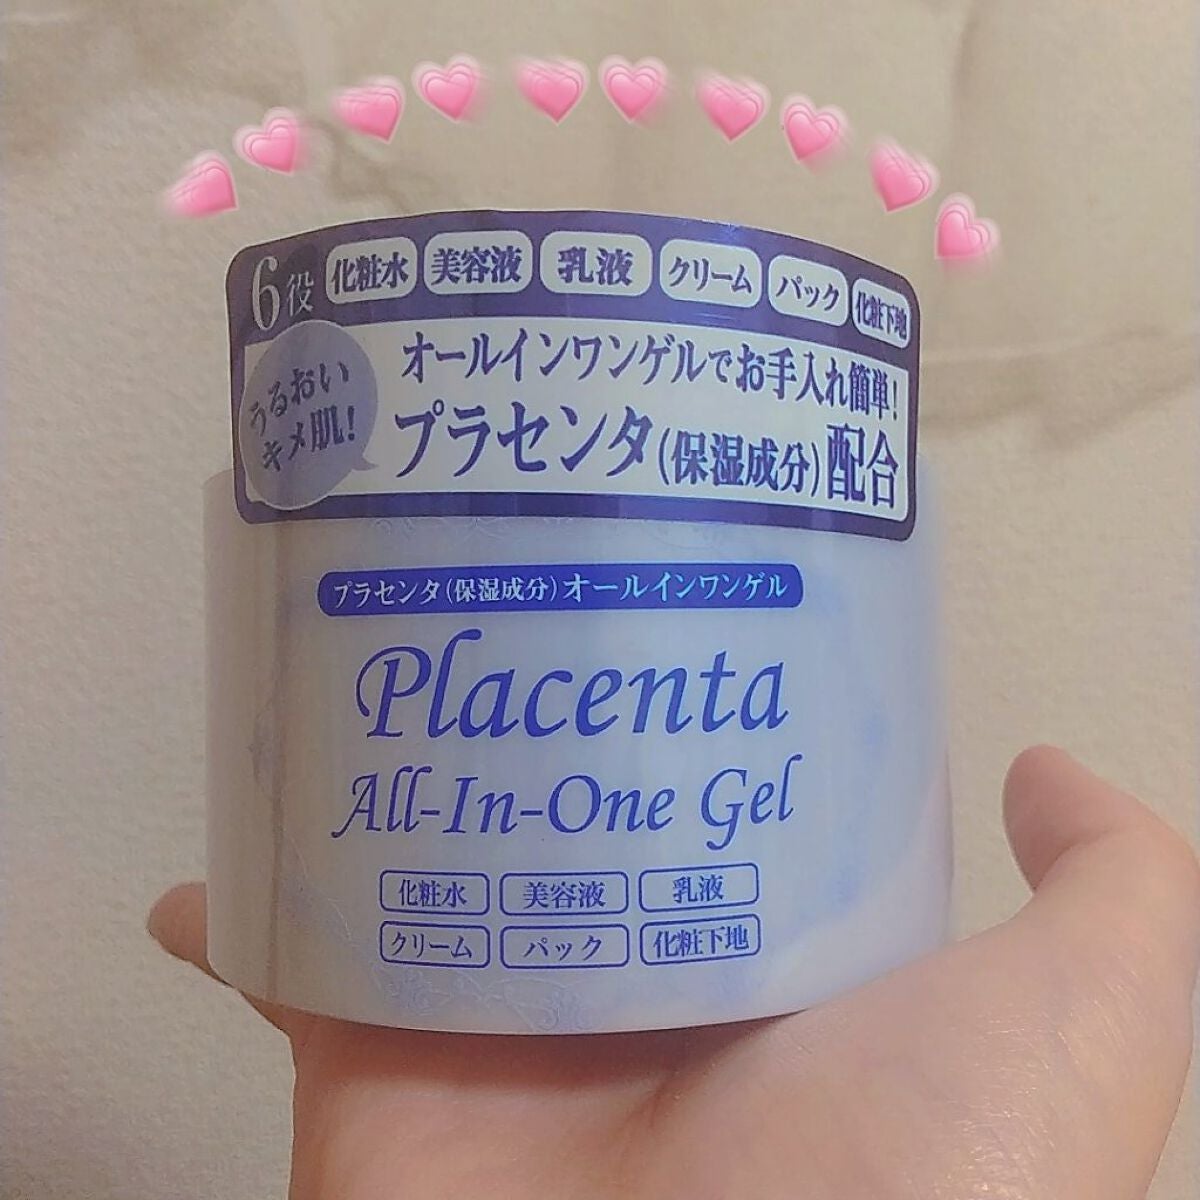 6役 化粧水 美容液 乳液 クリーム パック 化粧下地
うるおい
キメ肌!
オールインワンゲルでお手入れ簡単!
プラセンタ(保湿成分)配合
プラセンタ(保湿成分)オールインワンゲル
Placenta
All-In-One Gel
化粧水 美容液 乳液
クリーム パック 化粧下地